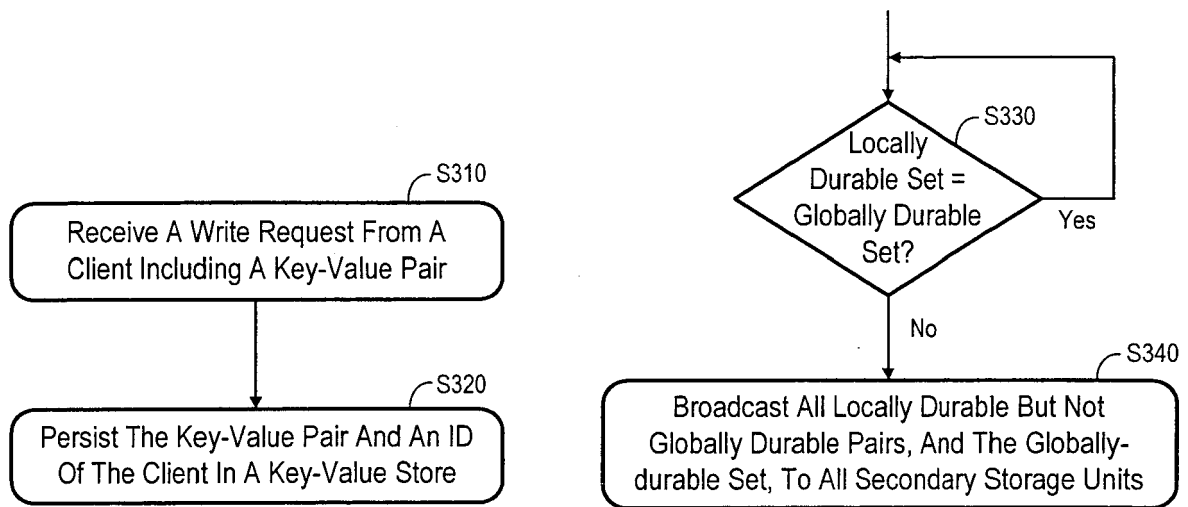 S310
Receive A Write Request From A
Client Including A Key-Value Pair
S320
Persist The Key-Value Pair And An ID
Of The Client In A Key-Value Store
S330
Locally
Durable Set =
Globally Durable
Set?
Yes
No
S340
Broadcast All Locally Durable But Not
Globally Durable Pairs, And The Globally-
durable Set, To All Secondary Storage Units